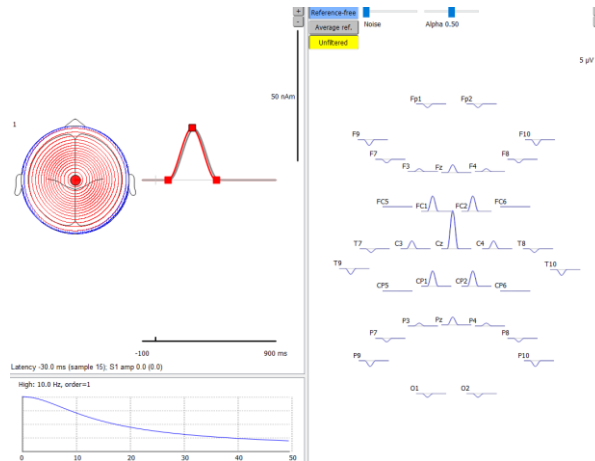 +
-
50 nAm
1
-100 900 ms
Latency -30.0 ms (sample 15); S1 amp 0.0 (0.0)
High: 10.0 Hz, order=1
0 10 20 30 40 50
Reference-free
Average ref.
Unfiltered
Noise Alpha 0.50
5 µV
Fp1 Fp2
F9 F10
F7 F8
F3 Fz F4
FC5 FC1 FC2 FC6
T7 C3 Cz C4 T8
T9 T10
CP5 CP1 CP2 CP6
P3 Pz P4
P7 P8
P9 P10
O1 O2